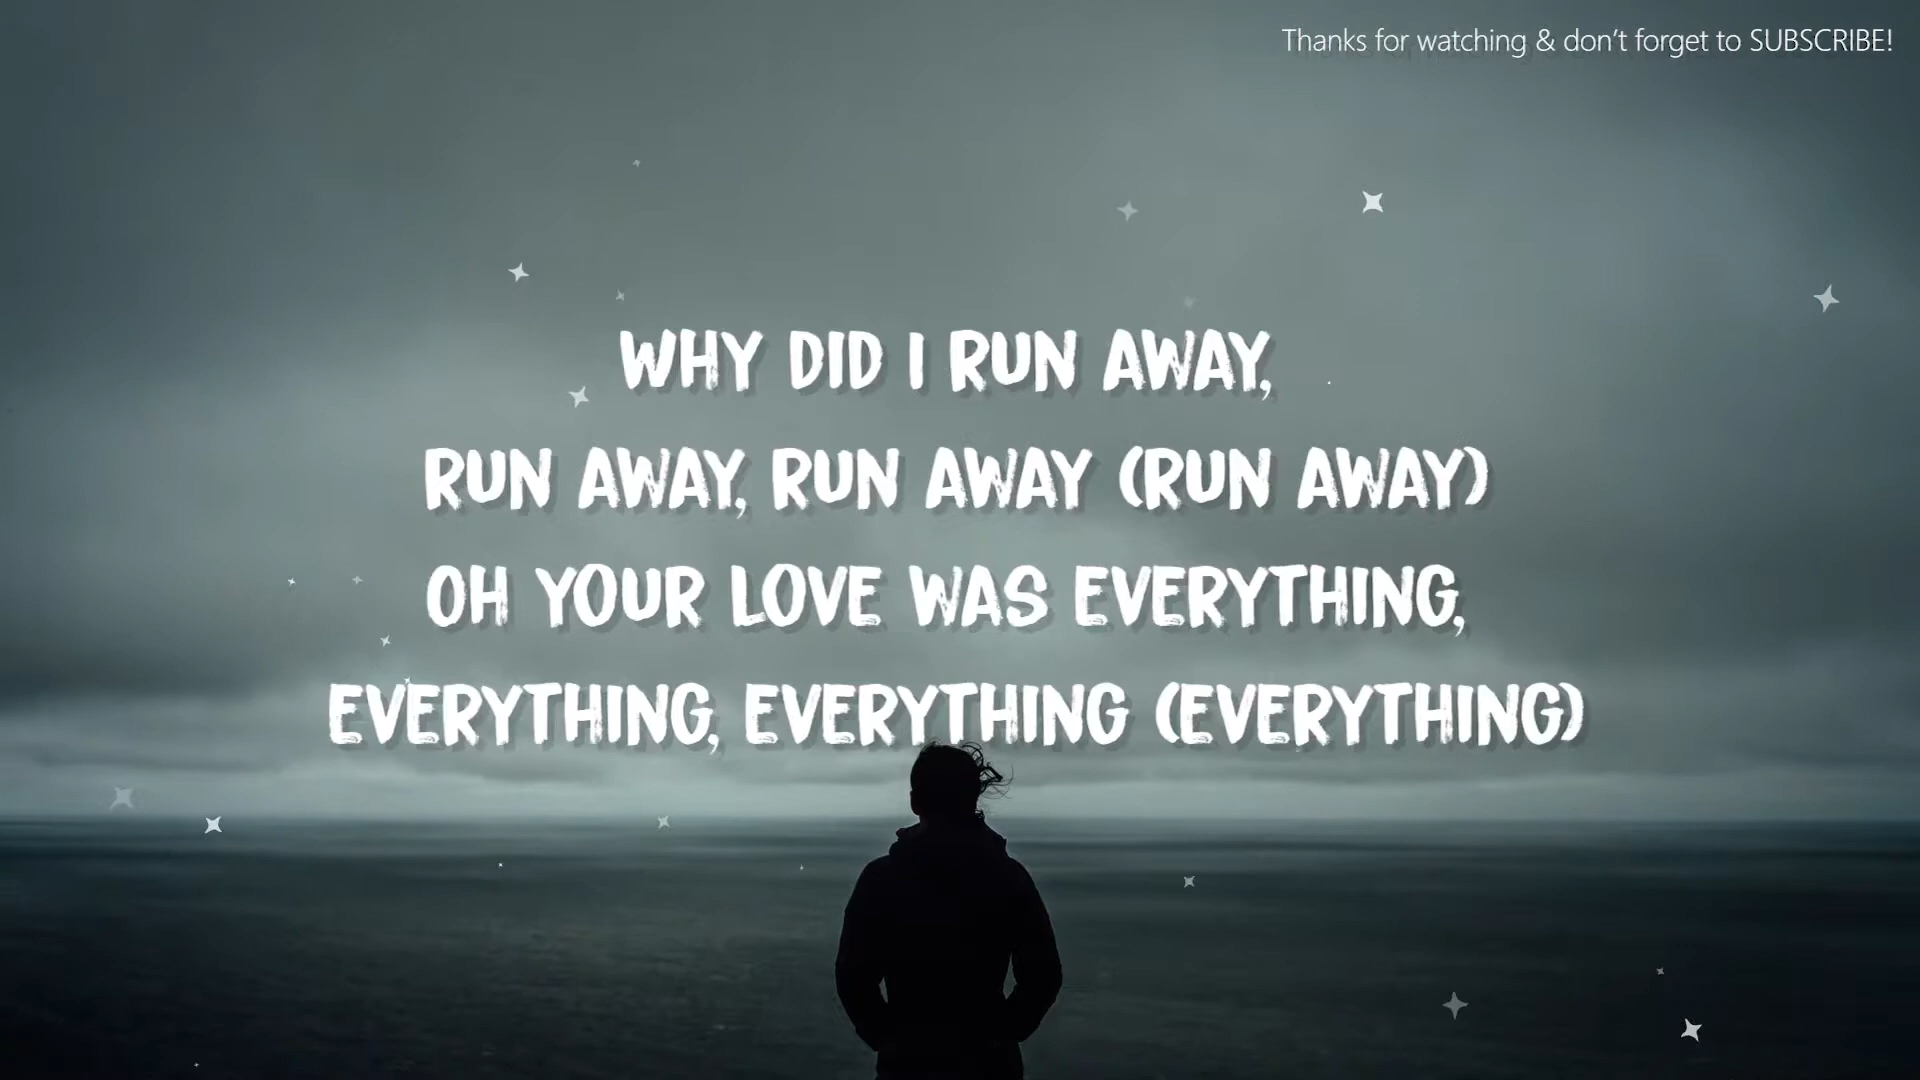 Thanks for watching & don't forget to SUBSCRIBE!
WHY DID I RUN AWAY,
RUN AWAY, RUN AWAY (RUN AWAY)
OH YOUR LOVE WAS EVERYTHING,
EVERYTHING, EVERYTHING (EVERYTHING)